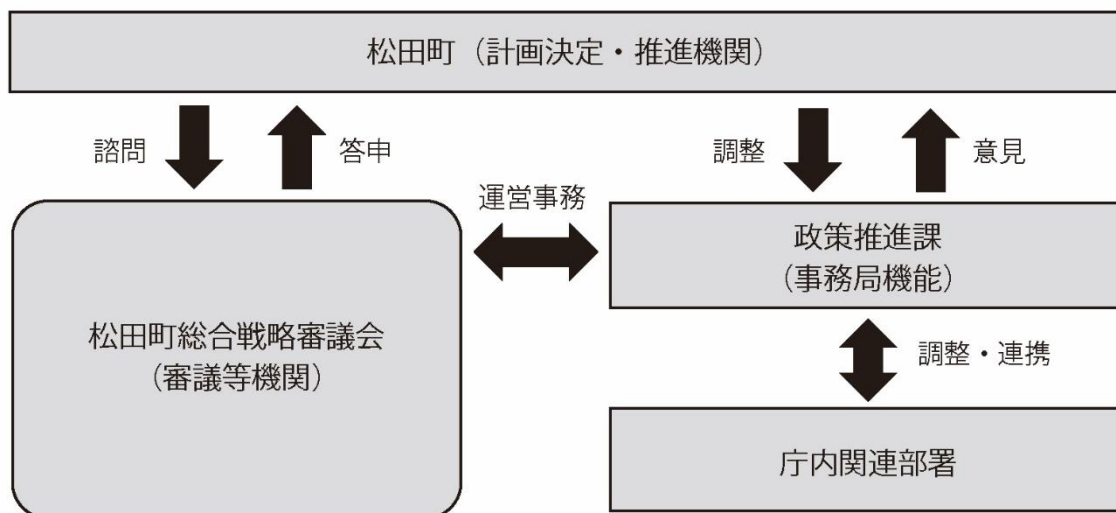 松田町（計画決定・推進機関）
諮問
答申
調整
意見
運営事務
政策推進課
（事務局機能）
松田町総合戦略審議会
（審議等機関）
調整・連携
庁内関連部署